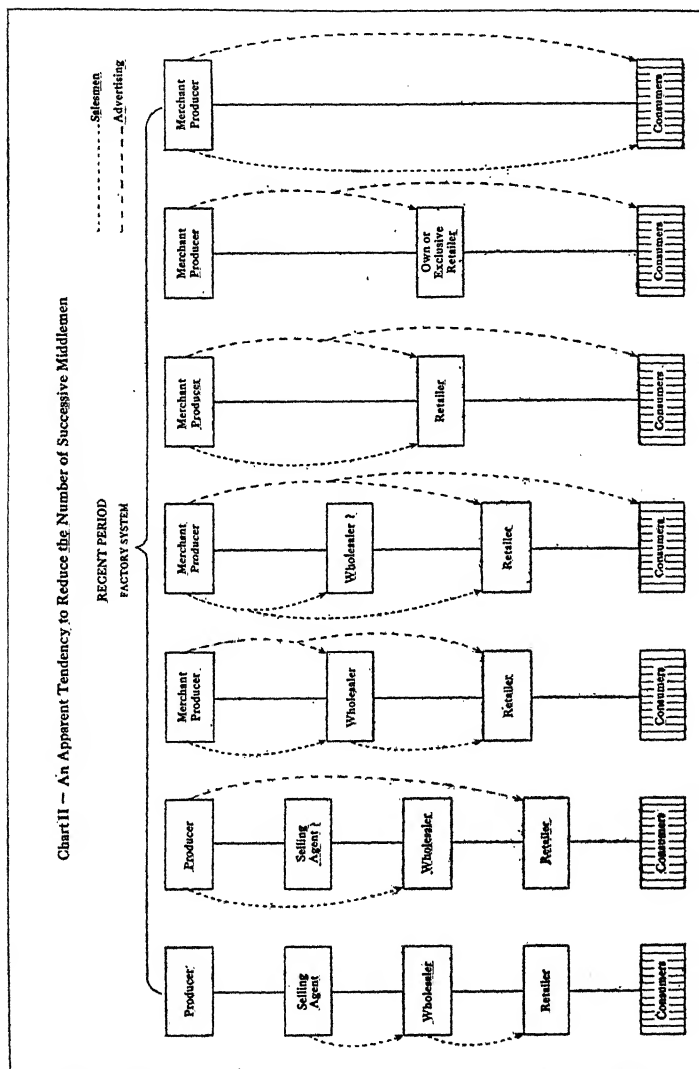 Chart II — An Apparent Tendency to Reduce the Number of Successive Middlemen
Salesmen
Advertising
RECENT PERIOD
FACTORY SYSTEM
Producer
Selling
Agent
Wholesaler
Retailer
Consumers
Producer
Selling
Agent ?
Wholesaler
Retailer
Consumers
Merchant
Producer
Wholesaler
Retailer
Consumers
Merchant
Producer
Wholesaler ?
Retailer
Consumers
Merchant
Producer
Retailer
Consumers
Merchant
Producer
Own or
Exclusive
Retailer
Consumers
Merchant
Producer
Consumers